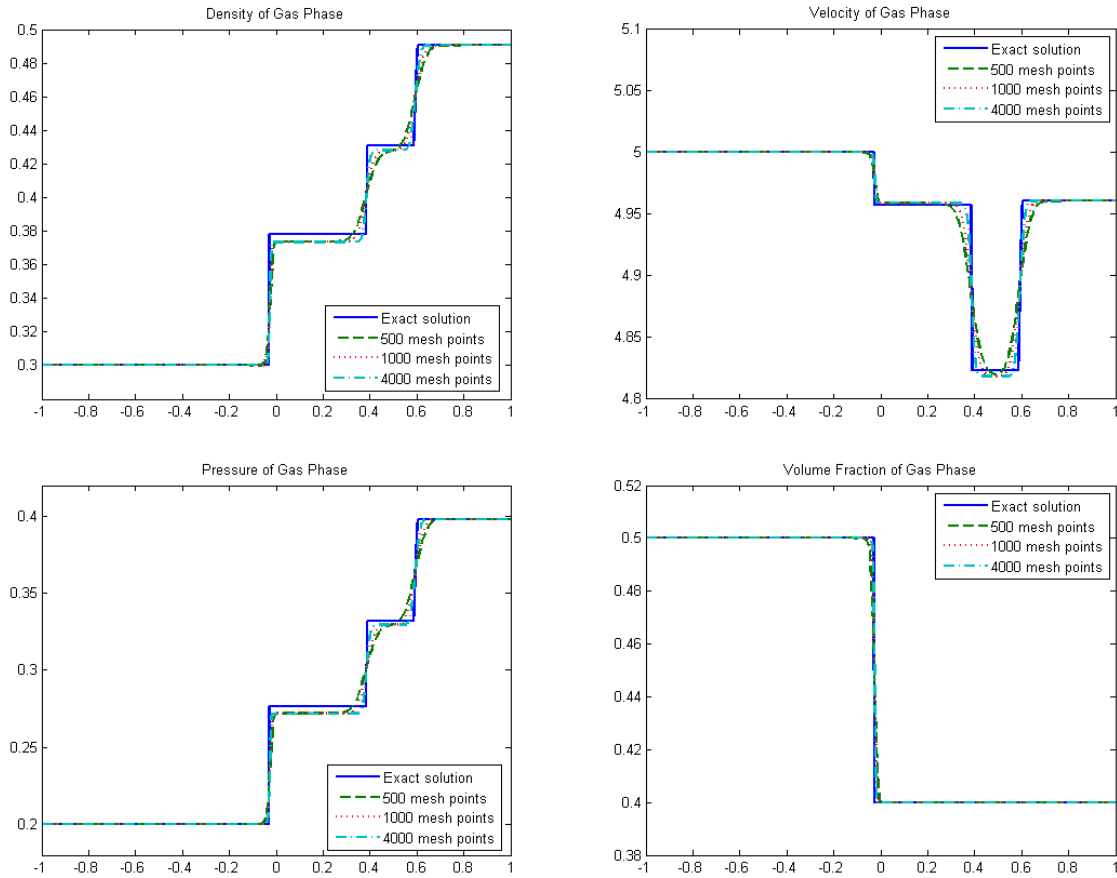 Density of Gas Phase
0.5
0.48
0.46
0.44
0.42
0.4
0.38
0.36
0.34
0.32
0.3
Exact solution
500 mesh points
1000 mesh points
4000 mesh points
-1 -0.8 -0.6 -0.4 -0.2 0 0.2 0.4 0.6 0.8 1
Velocity of Gas Phase
5.1
5.05
5
4.95
4.9
4.85
4.8
Exact solution
500 mesh points
1000 mesh points
4000 mesh points
-1 -0.8 -0.6 -0.4 -0.2 0 0.2 0.4 0.6 0.8 1
Pressure of Gas Phase
0.4
0.35
0.3
0.25
0.2
Exact solution
500 mesh points
1000 mesh points
4000 mesh points
-1 -0.8 -0.6 -0.4 -0.2 0 0.2 0.4 0.6 0.8 1
Volume Fraction of Gas Phase
0.52
0.5
0.48
0.46
0.44
0.42
0.4
0.38
Exact solution
500 mesh points
1000 mesh points
4000 mesh points
-1 -0.8 -0.6 -0.4 -0.2 0 0.2 0.4 0.6 0.8 1